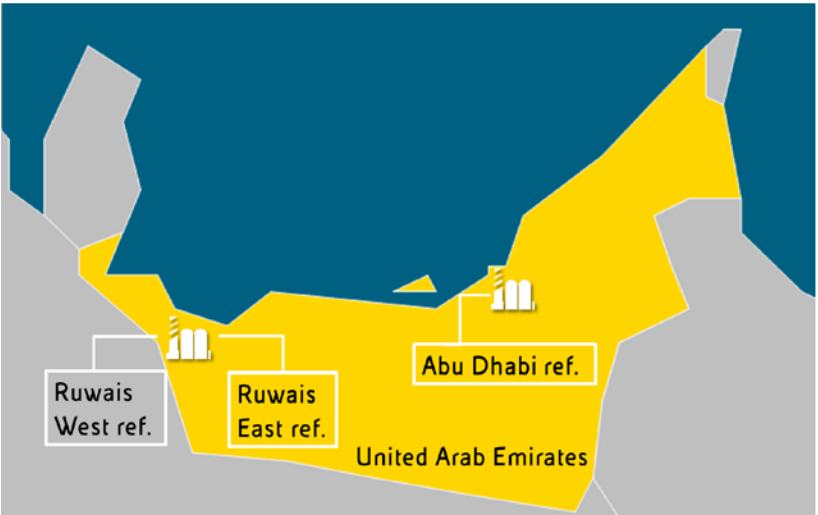 Abu Dhabi ref.
Ruwais
West ref.
Ruwais
East ref.
United Arab Emirates